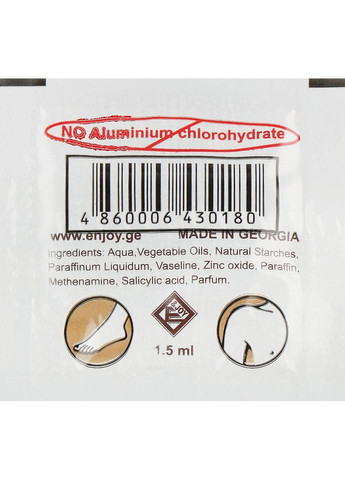 NO Aluminium chlorohydrate
4 860006 430180
www.enjoy.ge MADE IN GEORGIA
Ingredients: Aqua,Vegetable Oils, Natural Starches,
Paraffinum Liquidum, Vaseline, Zinc oxide, Paraffin,
Methenamine, Salicylic acid, Parfum.
ENJOY
1.5 ml